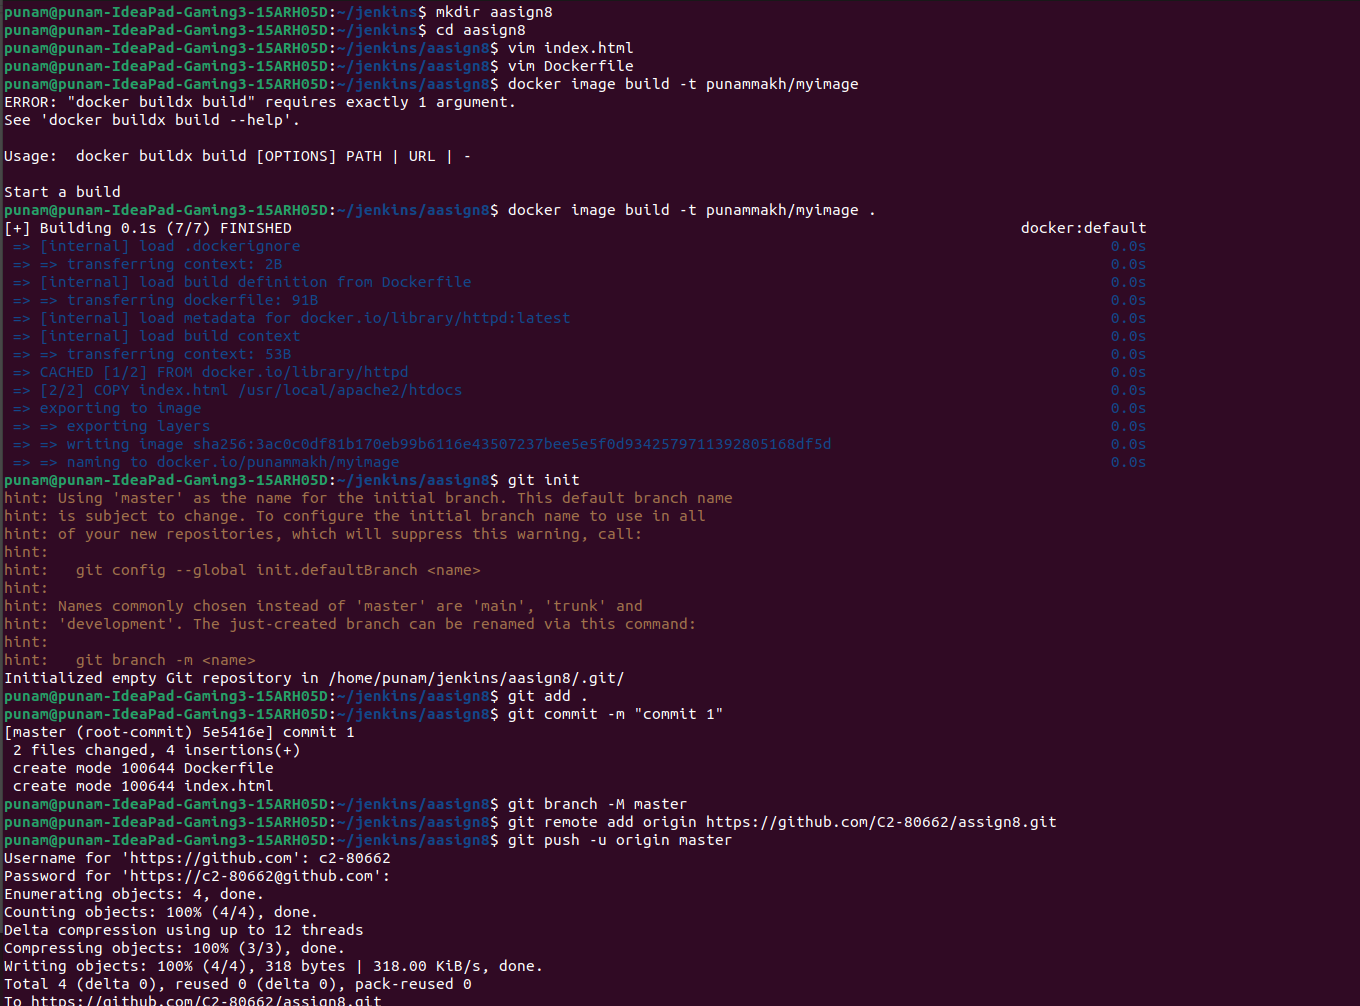 punam@punam-IdeaPad-Gaming3-15ARH05D:~/jenkins$ mkdir aasign8
punam@punam-IdeaPad-Gaming3-15ARH05D:~/jenkins$ cd aasign8
punam@punam-IdeaPad-Gaming3-15ARH05D:~/jenkins/aasign8$ vim index.html
punam@punam-IdeaPad-Gaming3-15ARH05D:~/jenkins/aasign8$ vim Dockerfile
punam@punam-IdeaPad-Gaming3-15ARH05D:~/jenkins/aasign8$ docker image build -t punammakh/myimage
ERROR: "docker buildx build" requires exactly 1 argument.
See 'docker buildx build --help'.

Usage:  docker buildx build [OPTIONS] PATH | URL | -

Start a build
punam@punam-IdeaPad-Gaming3-15ARH05D:~/jenkins/aasign8$ docker image build -t punammakh/myimage .
[+] Building 0.1s (7/7) FINISHED docker:default
 => [internal] load .dockerignore 0.0s
 => => transferring context: 2B 0.0s
 => [internal] load build definition from Dockerfile 0.0s
 => => transferring dockerfile: 91B 0.0s
 => [internal] load metadata for docker.io/library/httpd:latest 0.0s
 => [internal] load build context 0.0s
 => => transferring context: 53B 0.0s
 => CACHED [1/2] FROM docker.io/library/httpd 0.0s
 => [2/2] COPY index.html /usr/local/apache2/htdocs 0.0s
 => exporting to image 0.0s
 => => exporting layers 0.0s
 => => writing image sha256:3ac0c0df81b170eb99b6116e43507237bee5e5f0d9342579711392805168df5d 0.0s
 => => naming to docker.io/punammakh/myimage 0.0s
punam@punam-IdeaPad-Gaming3-15ARH05D:~/jenkins/aasign8$ git init
hint: Using 'master' as the name for the initial branch. This default branch name
hint: is subject to change. To configure the initial branch name to use in all
hint: of your new repositories, which will suppress this warning, call:
hint:
hint:   git config --global init.defaultBranch <name>
hint:
hint: Names commonly chosen instead of 'master' are 'main', 'trunk' and
hint: 'development'. The just-created branch can be renamed via this command:
hint:
hint:   git branch -m <name>
Initialized empty Git repository in /home/punam/jenkins/aasign8/.git/
punam@punam-IdeaPad-Gaming3-15ARH05D:~/jenkins/aasign8$ git add .
punam@punam-IdeaPad-Gaming3-15ARH05D:~/jenkins/aasign8$ git commit -m "commit 1"
[master (root-commit) 5e5416e] commit 1
 2 files changed, 4 insertions(+)
 create mode 100644 Dockerfile
 create mode 100644 index.html
punam@punam-IdeaPad-Gaming3-15ARH05D:~/jenkins/aasign8$ git branch -M master
punam@punam-IdeaPad-Gaming3-15ARH05D:~/jenkins/aasign8$ git remote add origin https://github.com/C2-80662/assign8.git
punam@punam-IdeaPad-Gaming3-15ARH05D:~/jenkins/aasign8$ git push -u origin master
Username for 'https://github.com': c2-80662
Password for 'https://c2-80662@github.com':
Enumerating objects: 4, done.
Counting objects: 100% (4/4), done.
Delta compression using up to 12 threads
Compressing objects: 100% (3/3), done.
Writing objects: 100% (4/4), 318 bytes | 318.00 KiB/s, done.
Total 4 (delta 0), reused 0 (delta 0), pack-reused 0
To https://github.com/C2-80662/assign8.git